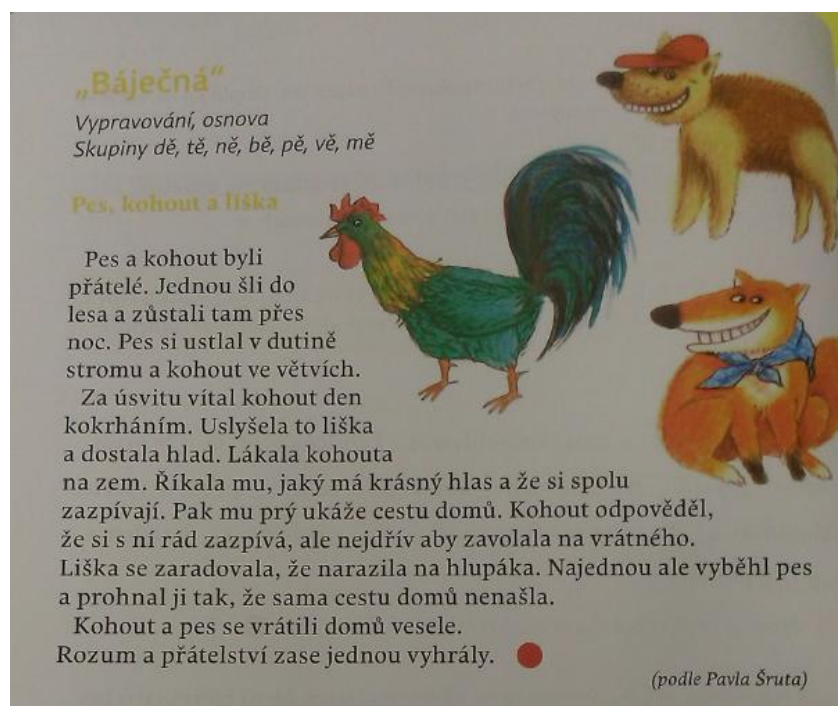 „Báječná“
Vypravování, osnova
Skupiny dě, tě, ně, bě, pě, vě, mě
Pes, kohout a liška
Pes a kohout byli
přátelé. Jednou šli do
lesa a zůstali tam přes
noc. Pes si ustlal v dutině
stromu a kohout ve větvích.
Za úsvitu vítal kohout den
kokrháním. Uslyšela to liška
a dostala hlad. Lákala kohouta
na zem. Říkala mu, jaký má krásný hlas a že si spolu
zazpívají. Pak mu prý ukáže cestu domů. Kohout odpověděl,
že si s ní rád zazpívá, ale nejdřív aby zavolala na vrátného.
Liška se zaradovala, že narazila na hlupáka. Najednou ale vyběhl pes
a prohnal ji tak, že sama cestu domů nenašla.
Kohout a pes se vrátili domů vesele.
Rozum a přátelství zase jednou vyhrály.
(podle Pavla Šruta)